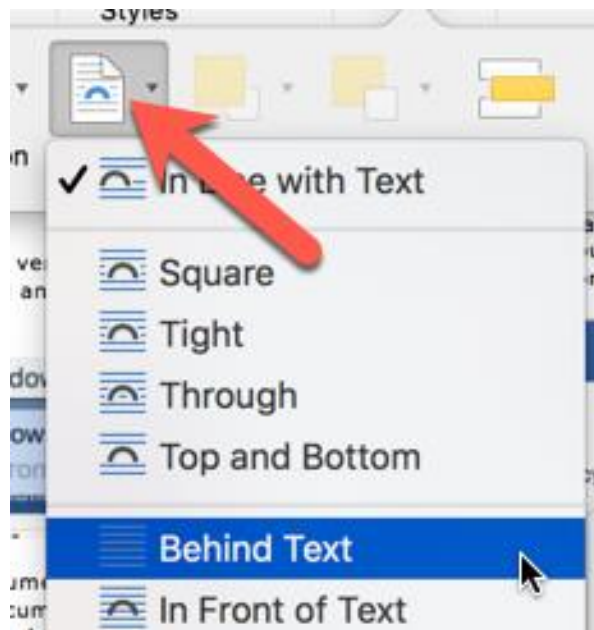 Styles
In Line with Text
Square
Tight
Through
Top and Bottom
Behind Text
In Front of Text